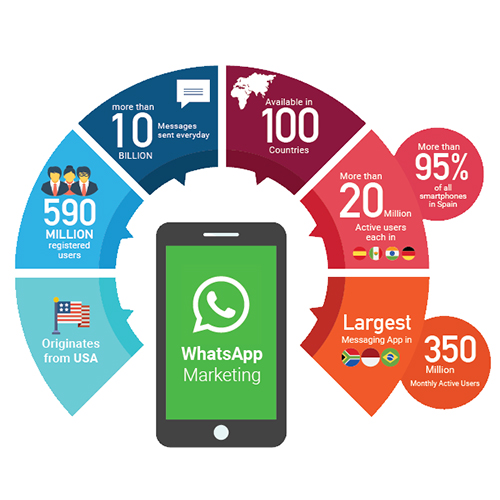 more than
10
BILLION
Messages
sent everyday
Available in
100
Countries
More than
95%
of all
smartphones
in Spain
590
MILLION
registered
users
More than
20 Million
Active users
each in
Originates
from USA
WhatsApp
Marketing
Largest
Messaging App in
350
Million
Monthly Active Users